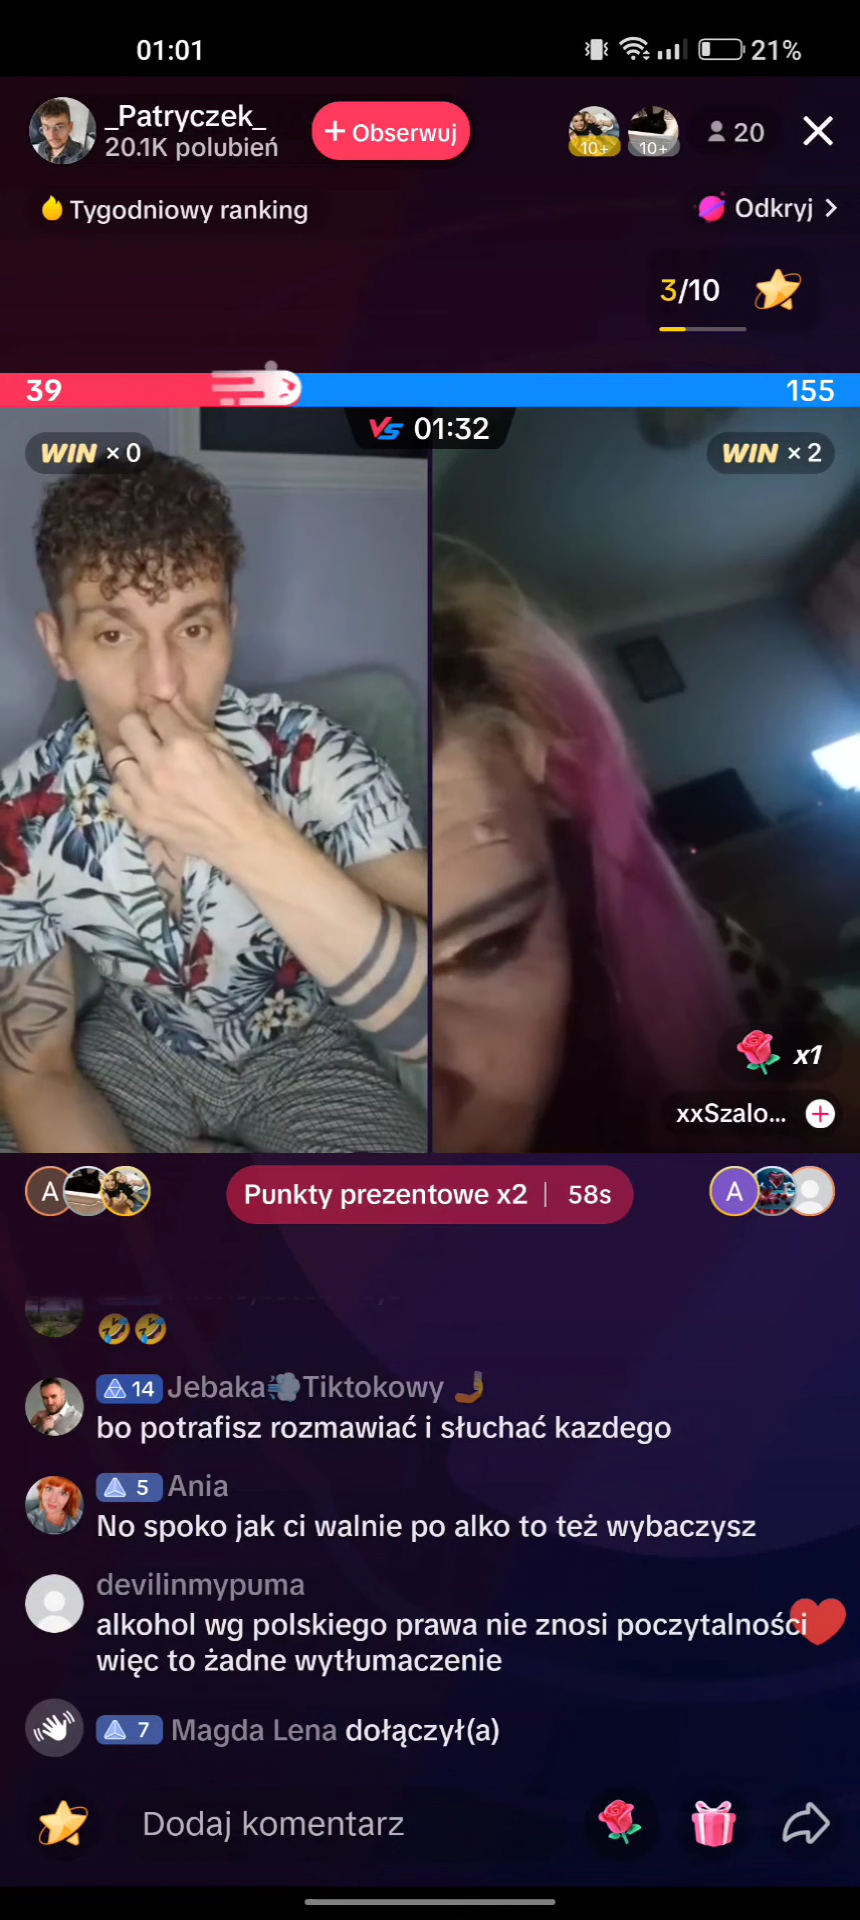 01:01
21%
_Patryczek_
20.1K polubień
+ Obserwuj
10+
10+
20
Tygodniowy ranking
Odkryj
3/10
39
155
VS 01:32
WIN × 0
WIN × 2
x1
xxSzalo...
A
Punkty prezentowe x2 | 58s
A
🤣🤣
14 Jebaka💨Tiktokowy 🤳
bo potrafisz rozmawiać i słuchać kazdego
5 Ania
No spoko jak ci walnie po alko to też wybaczysz
devilinmypuma
alkohol wg polskiego prawa nie znosi poczytalności
więc to żadne wytłumaczenie
7 Magda Lena dołączył(a)
Dodaj komentarz